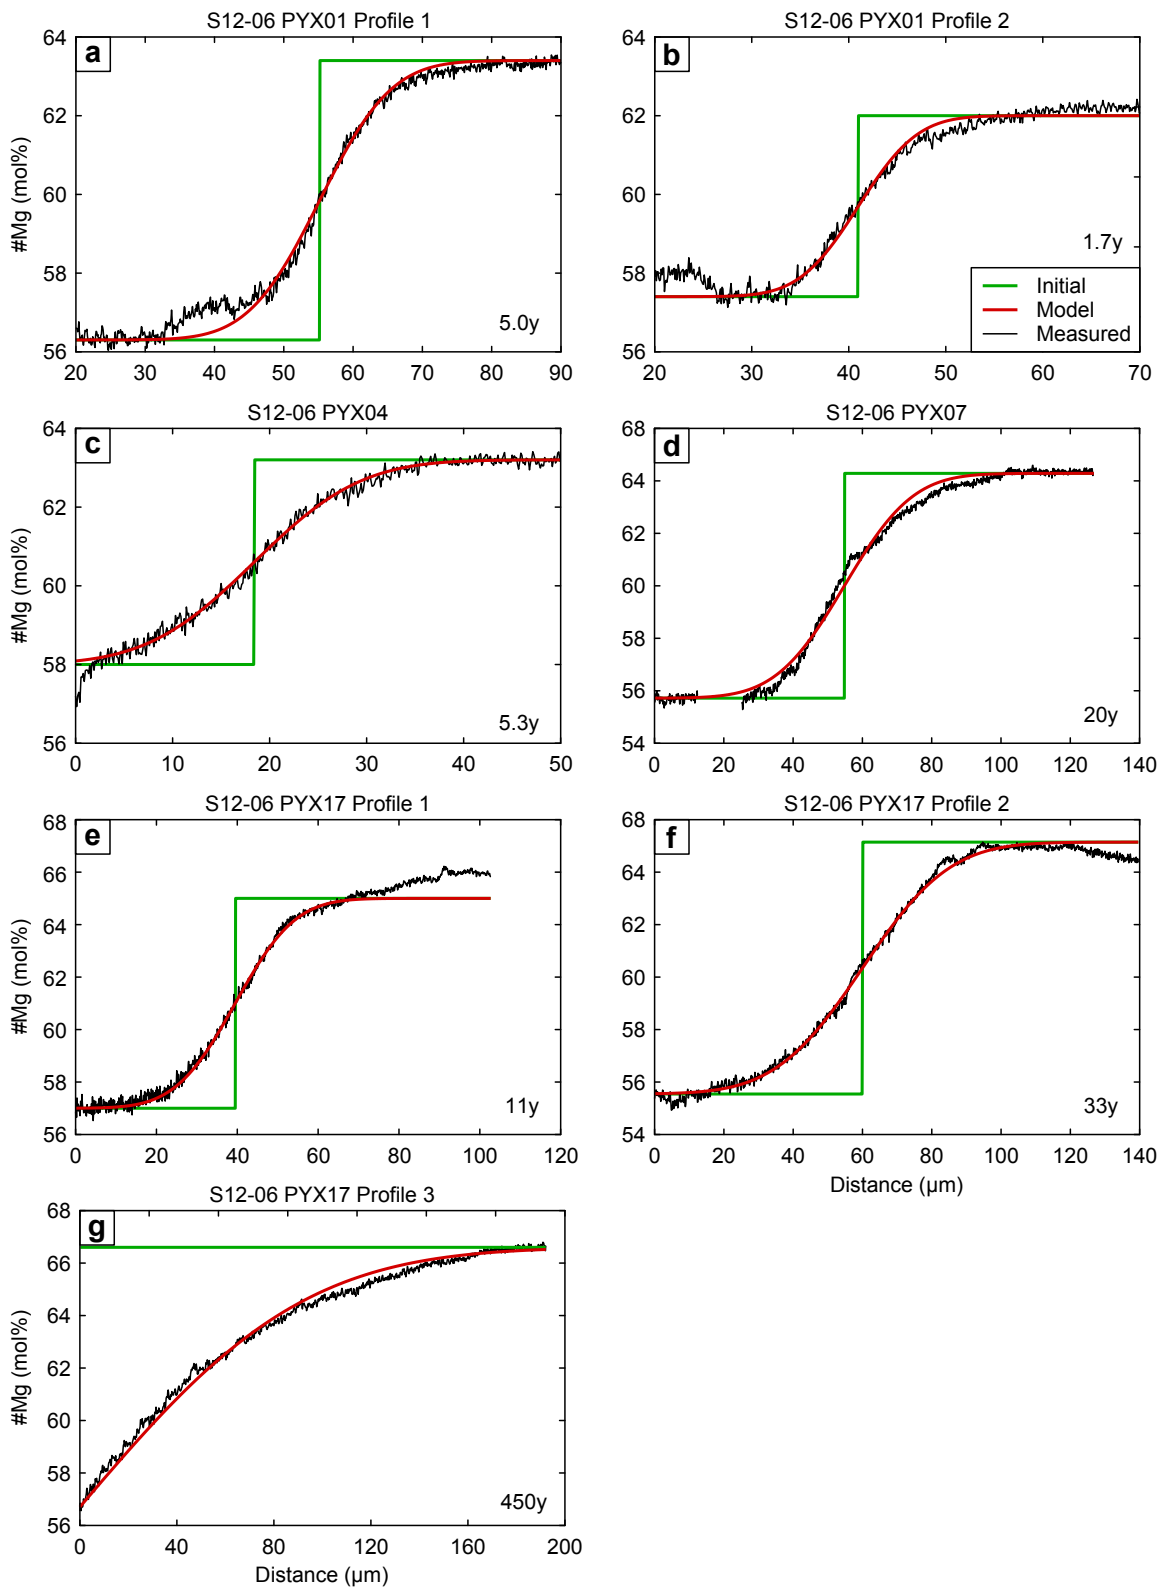 S12-06 PYX01 Profile 1
a
#Mg (mol%)
64
62
60
58
56
20 30 40 50 60 70 80 90
5.0y
S12-06 PYX01 Profile 2
b
64
62
60
58
56
20 30 40 50 60 70
1.7y
Initial
Model
Measured
S12-06 PYX04
c
#Mg (mol%)
64
62
60
58
56
0 10 20 30 40 50
5.3y
S12-06 PYX07
d
68
66
64
62
60
58
56
54
0 20 40 60 80 100 120 140
20y
S12-06 PYX17 Profile 1
e
#Mg (mol%)
68
66
64
62
60
58
56
0 20 40 60 80 100 120
11y
S12-06 PYX17 Profile 2
f
68
66
64
62
60
58
56
54
0 20 40 60 80 100 120 140
Distance (µm)
33y
S12-06 PYX17 Profile 3
g
#Mg (mol%)
68
66
64
62
60
58
56
0 40 80 120 160 200
Distance (µm)
450y